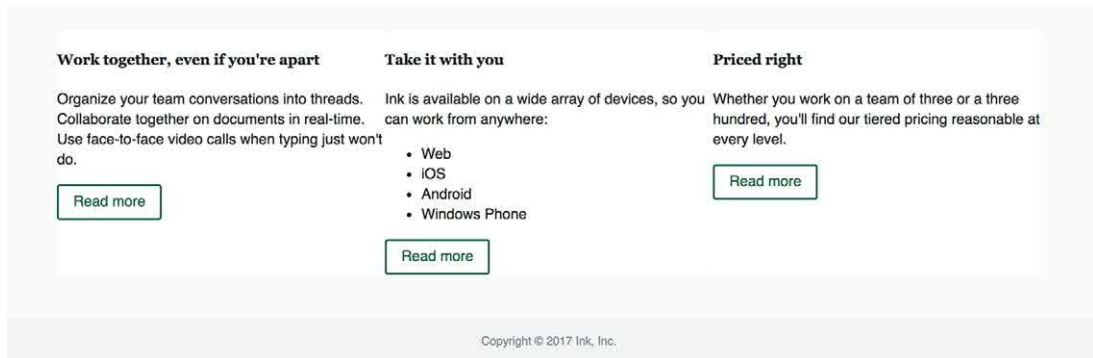 Work together, even if you're apart
Organize your team conversations into threads.
Collaborate together on documents in real-time.
Use face-to-face video calls when typing just won't
do.
Read more
Take it with you
Ink is available on a wide array of devices, so you
can work from anywhere:
• Web
• iOS
• Android
• Windows Phone
Read more
Priced right
Whether you work on a team of three or a three
hundred, you'll find our tiered pricing reasonable at
every level.
Read more
Copyright © 2017 Ink, Inc.